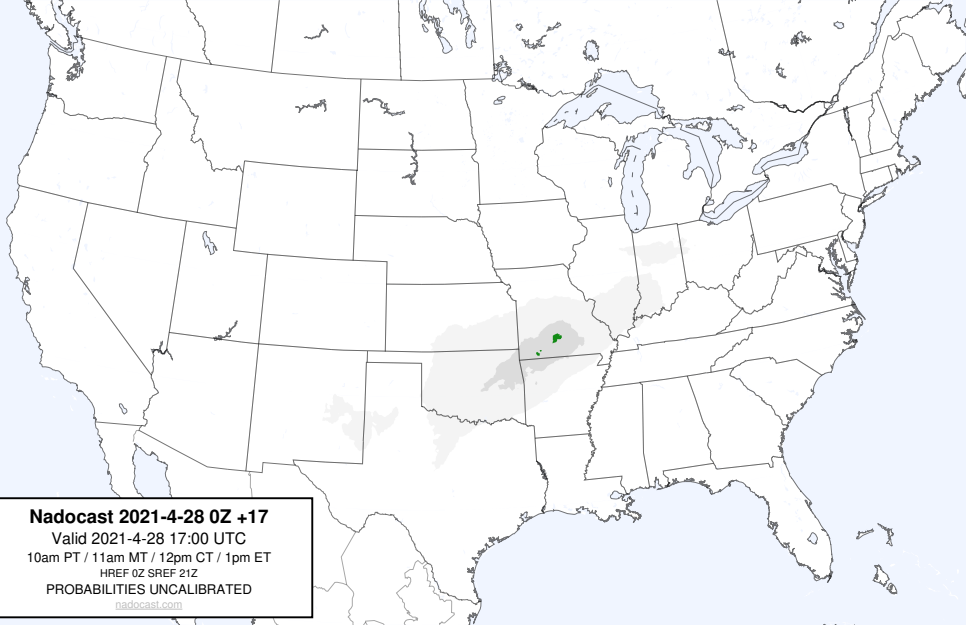 Nadocast 2021-4-28 0Z +17
Valid 2021-4-28 17:00 UTC
10am PT / 11am MT / 12pm CT / 1pm ET
HREF 0Z SREF 21Z
PROBABILITIES UNCALIBRATED
nadocast.com